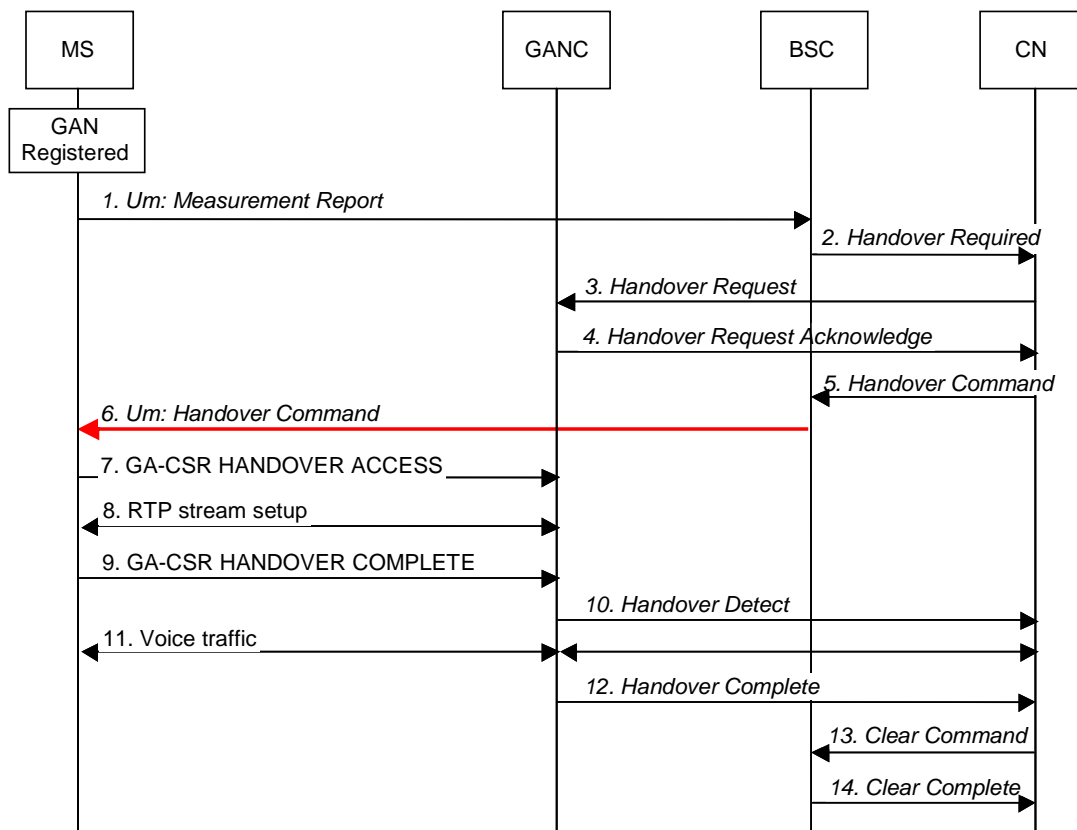 MS
GANC
BSC
CN
GAN
Registered
1. Um: Measurement Report
2. Handover Required
3. Handover Request
4. Handover Request Acknowledge
5. Handover Command
6. Um: Handover Command
7. GA-CSR HANDOVER ACCESS
8. RTP stream setup
9. GA-CSR HANDOVER COMPLETE
10. Handover Detect
11. Voice traffic
12. Handover Complete
13. Clear Command
14. Clear Complete